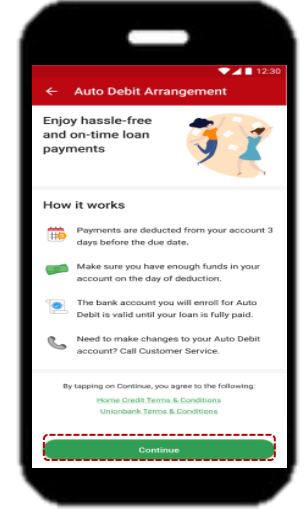 12:30
← Auto Debit Arrangement
Enjoy hassle-free
and on-time loan
payments
How it works
Payments are deducted from your account 3
days before the due date.
Make sure you have enough funds in your
account on the day of deduction.
The bank account you will enroll for Auto
Debit is valid until your loan is fully paid.
Need to make changes to your Auto Debit
account? Call Customer Service.
By tapping on Continue, you agree to the following:
Home Credit Terms & Conditions
Unionbank Terms & Conditions
Continue